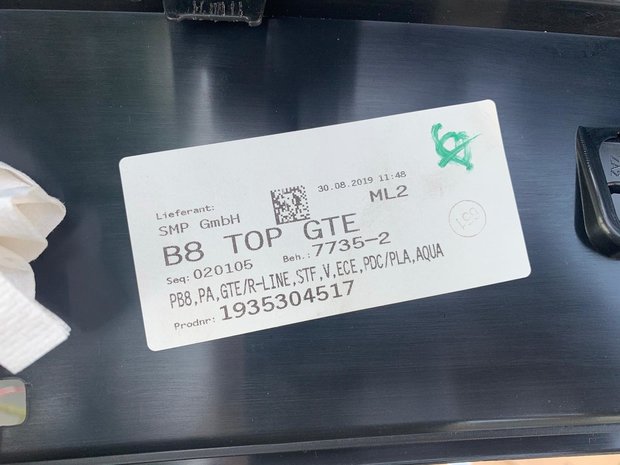 Lieferant:
SMP GmbH
30.08.2019 11:48
ML2
B8 TOP GTE
Seq: 020105
Beh.: 7735-2
PB8,PA,GTE/R-LINE,STF,V,ECE,PDC/PLA,AQUA
Prodnr: 1935304517